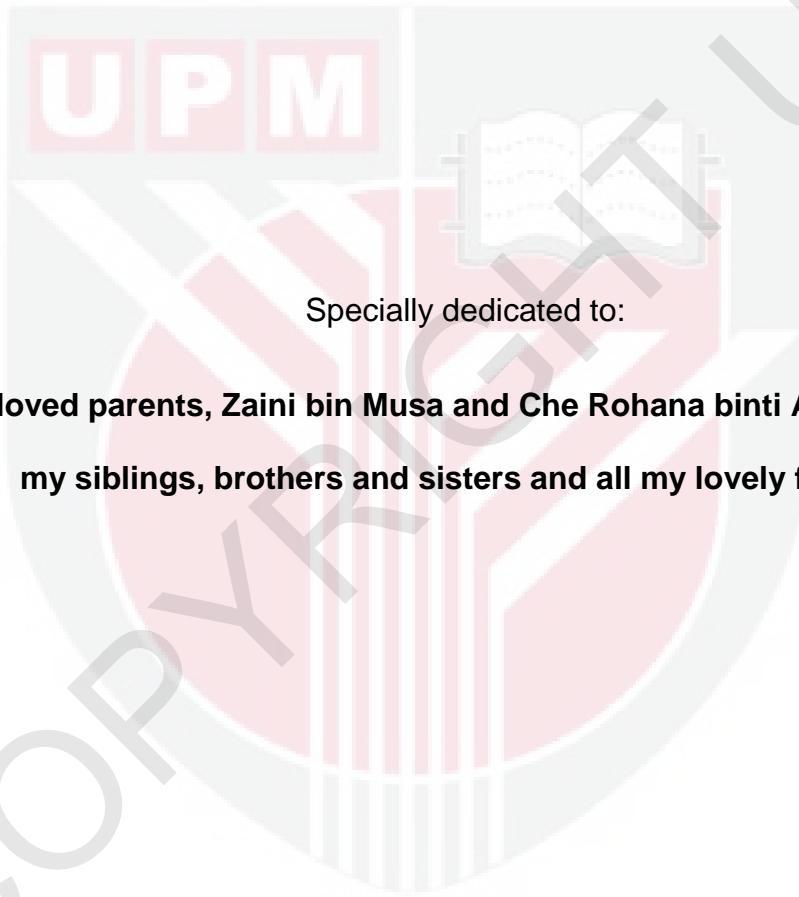 UPM
COPYRIGHT U
Specially dedicated to:
loved parents, Zaini bin Musa and Che Rohana binti
my siblings, brothers and sisters and all my lovely